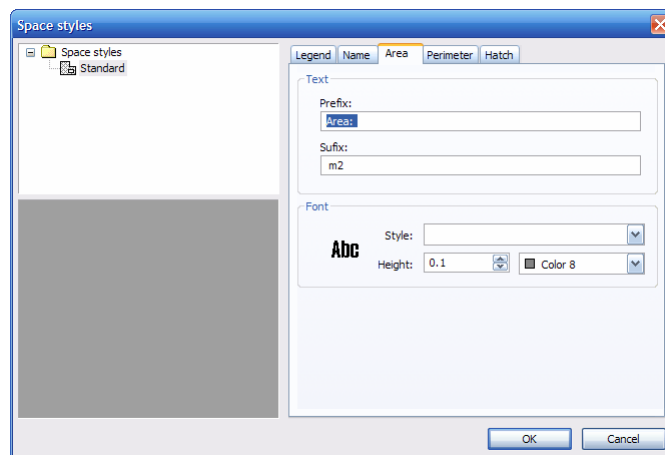 Space styles
Space styles
Standard
Legend Name Area Perimeter Hatch
Text
Prefix:
Area:
Sufix:
m2
Font
Abc
Style:
Height: 0.1 Color 8
OK Cancel